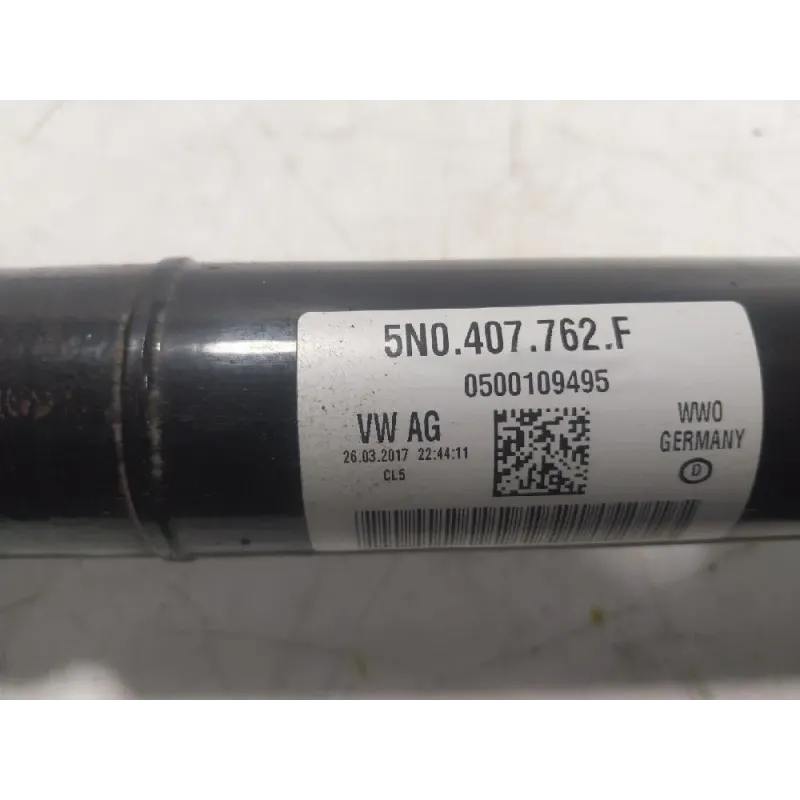 5N0.407.762.F
0500109495
VW AG
26.03.2017 22:44:11
CL5
WWO
GERMANY
D